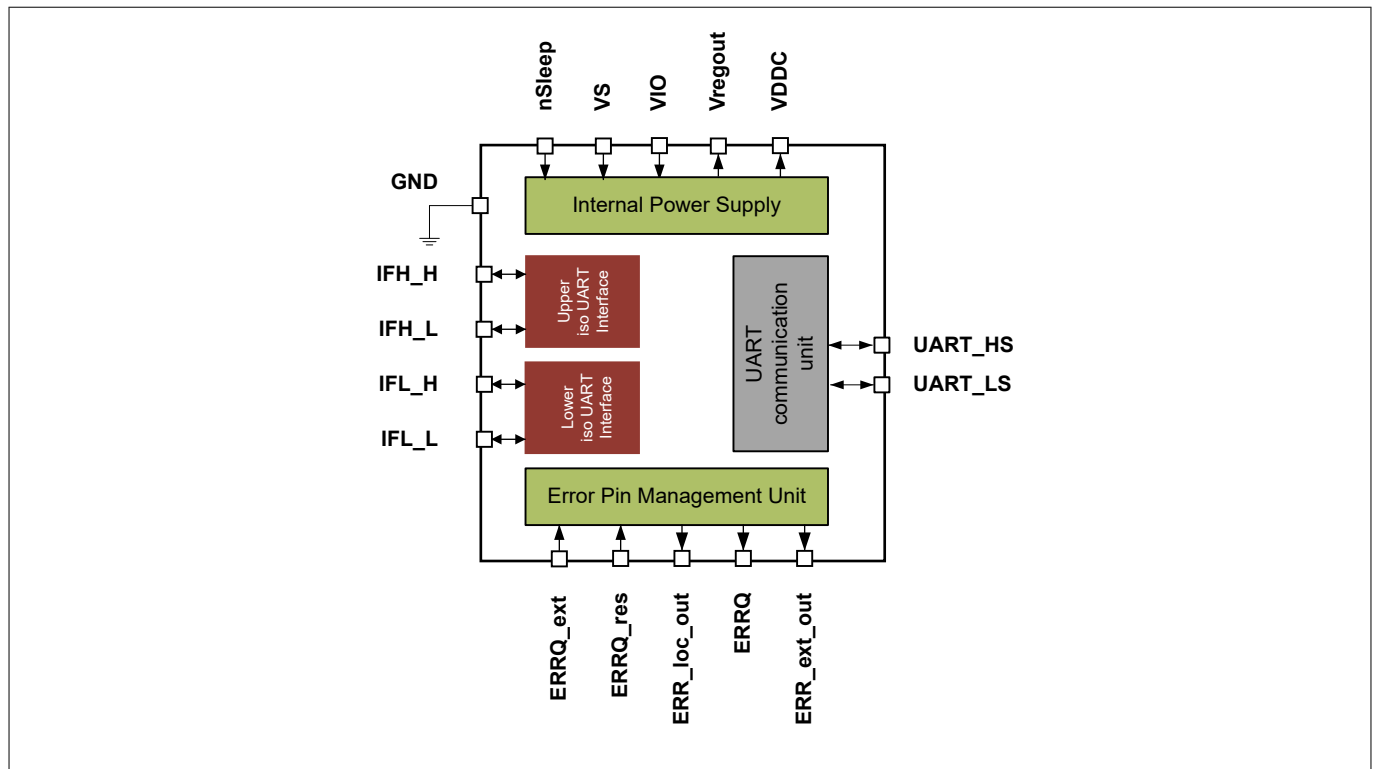 nSleep
VS
VIO
Vregout
VDDC
GND
Internal Power Supply
IFH_H
IFH_L
IFL_H
IFL_L
Upper
iso UART
Interface
Lower
iso UART
Interface
UART
communication
unit
UART_HS
UART_LS
Error Pin Management Unit
ERRQ_ext
ERRQ_res
ERR_loc_out
ERRQ
ERR_ext_out